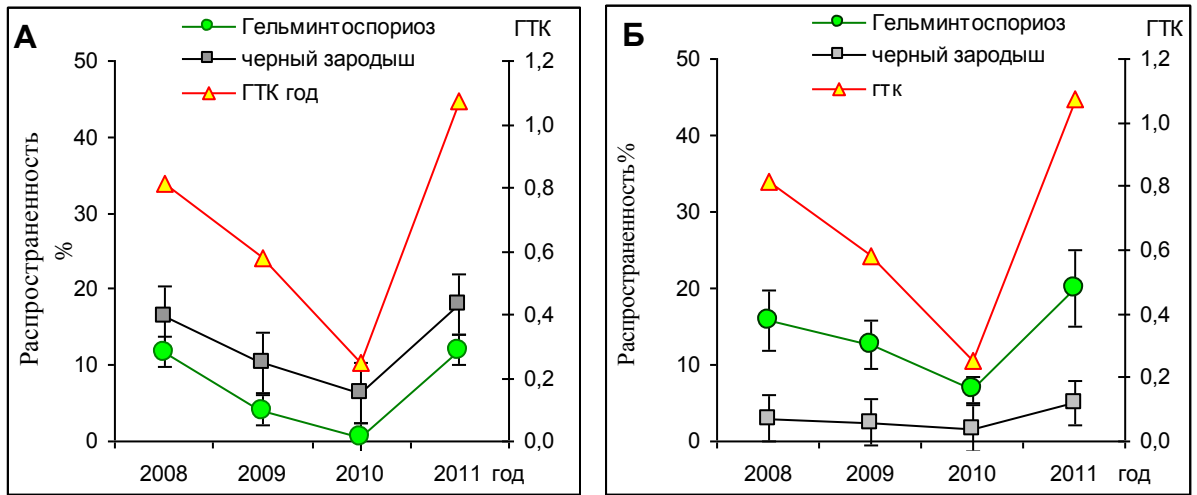 А
Гельминтоспориоз
ГТК
черный зародыш
ГТК год
Распространенность
%
50
40
30
20
10
0
1,2
1,0
0,8
0,6
0,4
0,2
0,0
2008 2009 2010 2011 год
Б
Гельминтоспориоз
ГТК
черный зародыш
гтк
Распространенность%
50
40
30
20
10
0
1,2
1,0
0,8
0,6
0,4
0,2
0,0
2008 2009 2010 2011 год